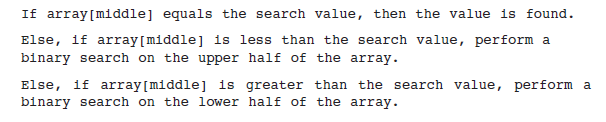 If array[middle] equals the search value, then the value is found.
Else, if array[middle] is less than the search value, perform a
binary search on the upper half of the array.
Else, if array[middle] is greater than the search value, perform a
binary search on the lower half of the array.